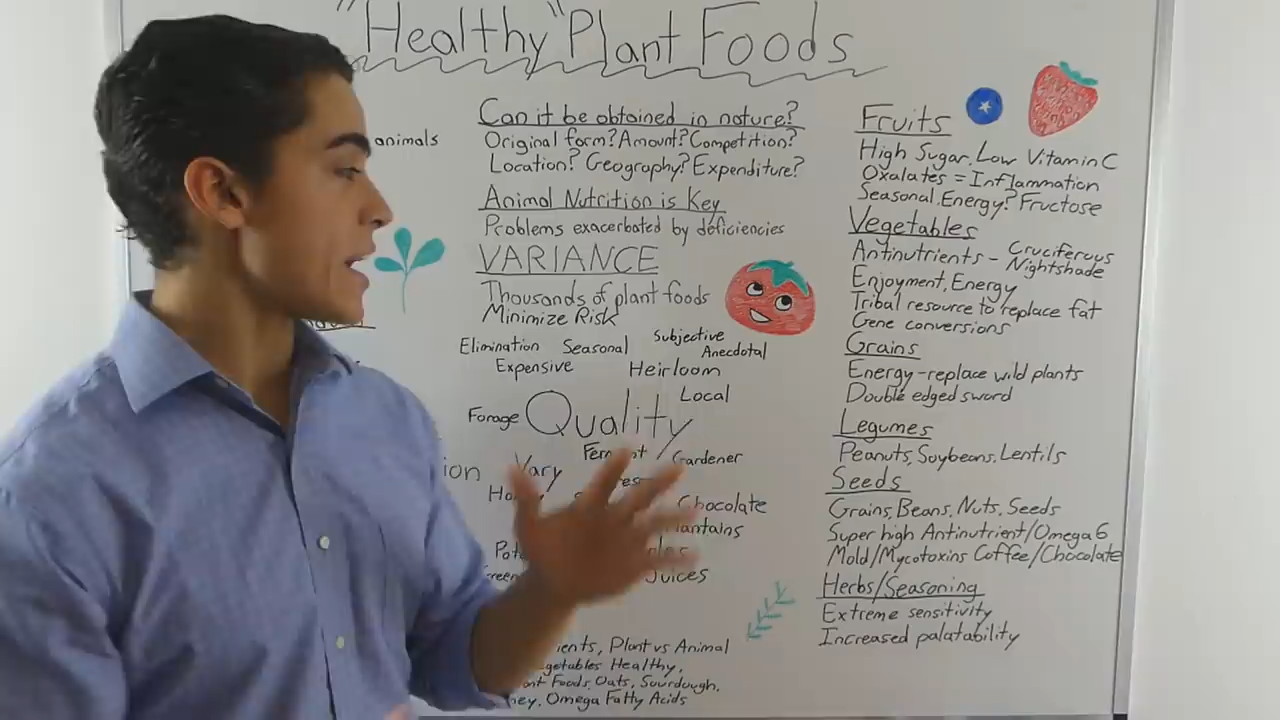 "Healthy" Plant Foods
animals
Can it be obtained in nature?
Original form? Amount? Competition?
Location? Geography? Expenditure?
Animal Nutrition is Key
Problems exacerbated by deficiencies
VARIANCE
Thousands of plant foods
Minimize Risk
Elimination Seasonal Subjective
Anecdotal
Expensive Heirloom
Local
Forage Quality
Gardener
Vary
Chocolate
Juices
Plant vs Animal
Healthy,
Foods, Oats, Sourdough,
Omega Fatty Acids
Fruits
High Sugar, Low Vitamin C
Oxalates = Inflammation
Seasonal, Energy? Fructose
Vegetables
Antinutrients - Cruciferous
Nightshade
Enjoyment, Energy
Tribal resource to replace fat
Gene conversions
Grains
Energy-replace wild plants
Double edged sword
Legumes
Peanuts, Soybeans, Lentils
Seeds
Grains, Beans, Nuts, Seeds
Super high Antinutrient/Omega 6
Mold/Mycotoxins Coffee/Chocolate
Herbs/Seasoning
Extreme sensitivity
Increased palatability